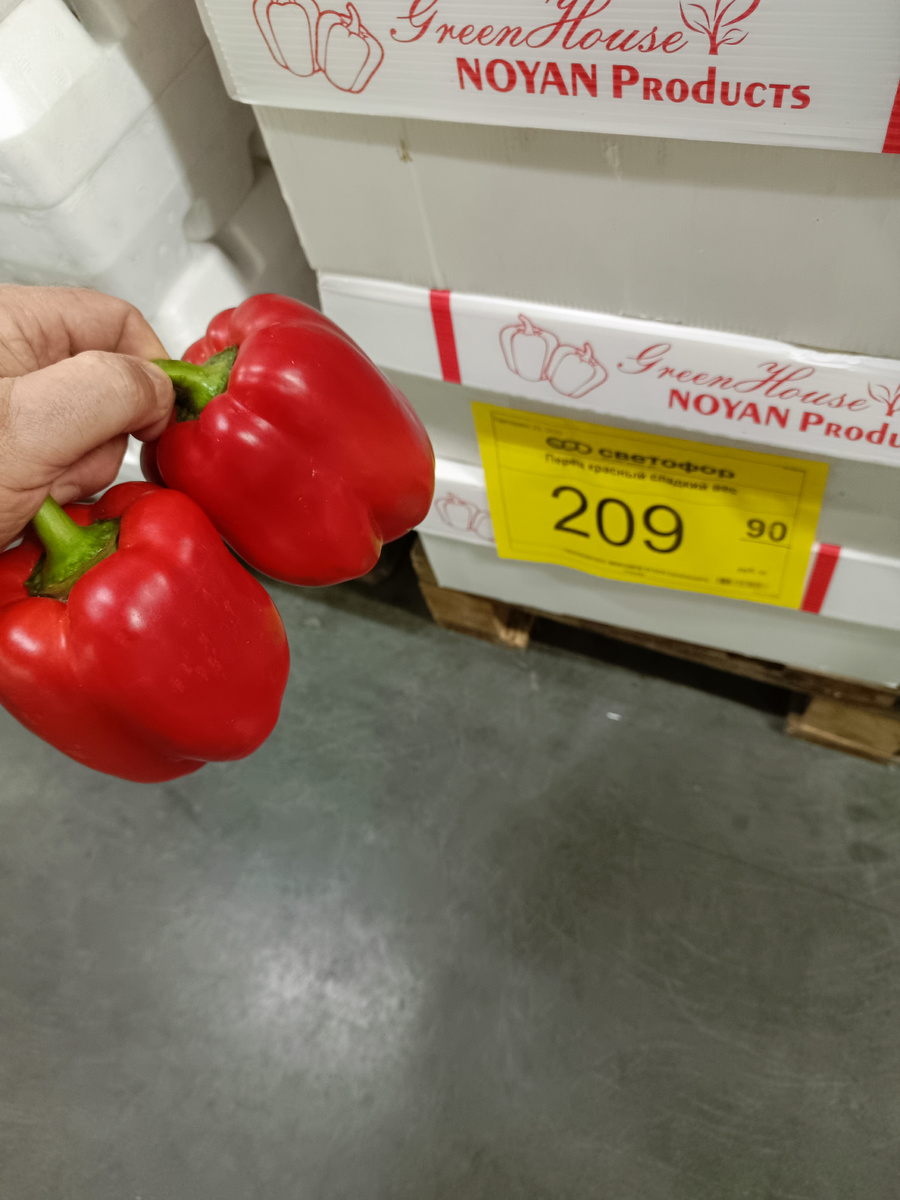 GreenHouse
NOYAN Products
GreenHouse
NOYAN Produ
светофор
Перец красный сладкий вес
209 90